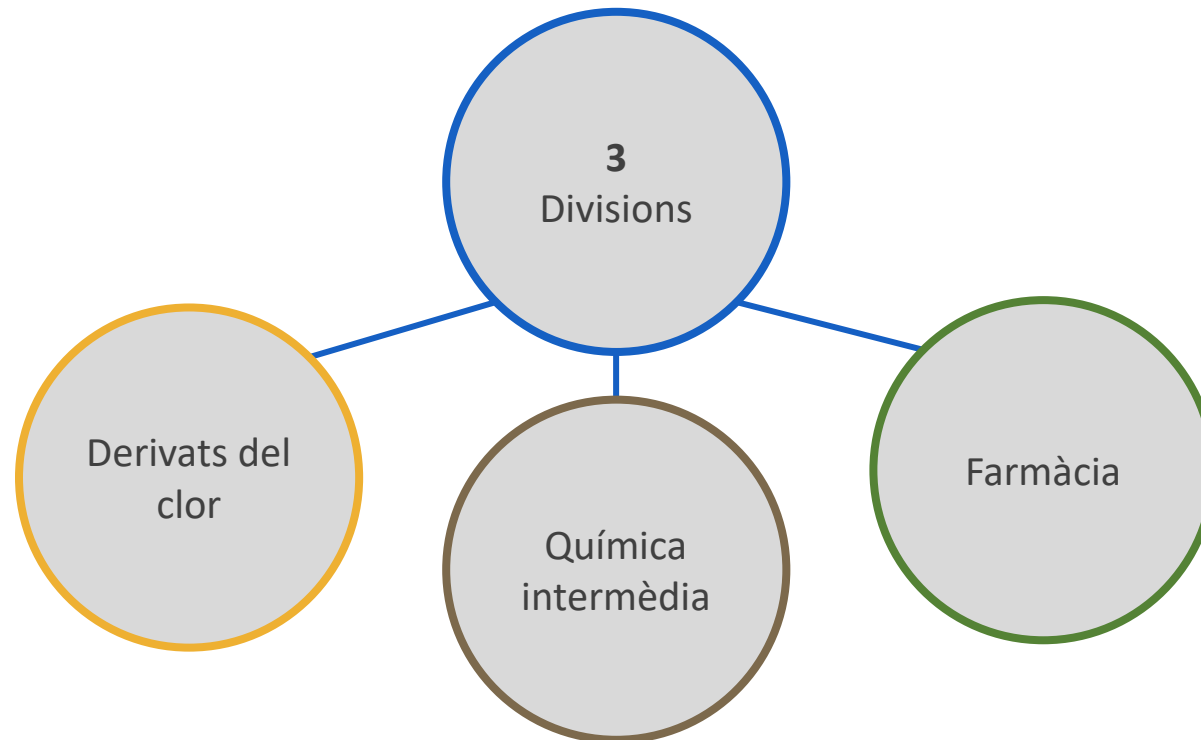 3
Divisions
Derivats del
clor
Química
intermèdia
Farmàcia